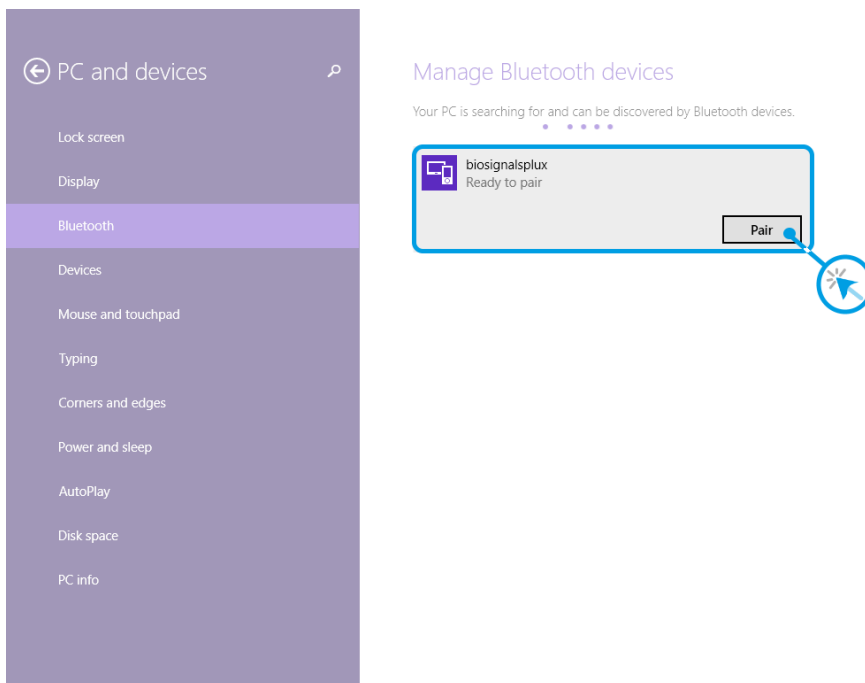 PC and devices
Lock screen
Display
Bluetooth
Devices
Mouse and touchpad
Typing
Corners and edges
Power and sleep
AutoPlay
Disk space
PC info
Manage Bluetooth devices
Your PC is searching for and can be discovered by Bluetooth devices.
biosignalsplux
Ready to pair
Pair